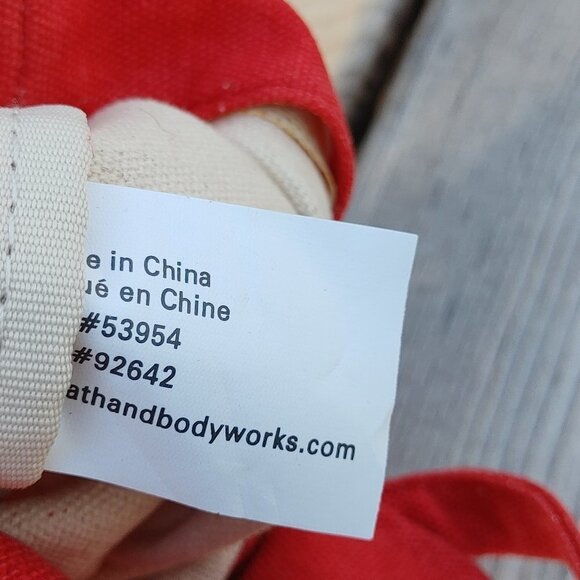 e in China
ué en Chine
#53954
#92642
athandbodyworks.com